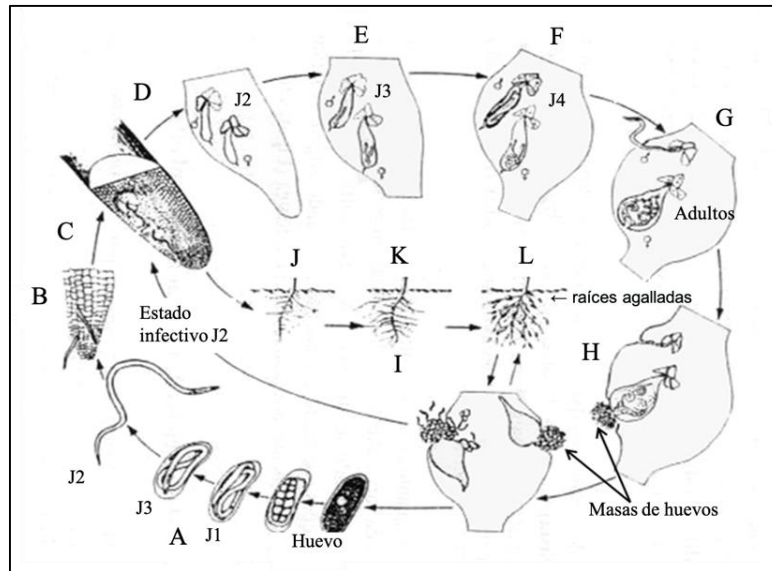 E
F
D
J2
J3
J4
G
Adultos
C
B
J
K
L
← raíces agalladas
Estado
infectivo J2
I
H
J2
J3
A
J1
Huevo
Masas de huevos